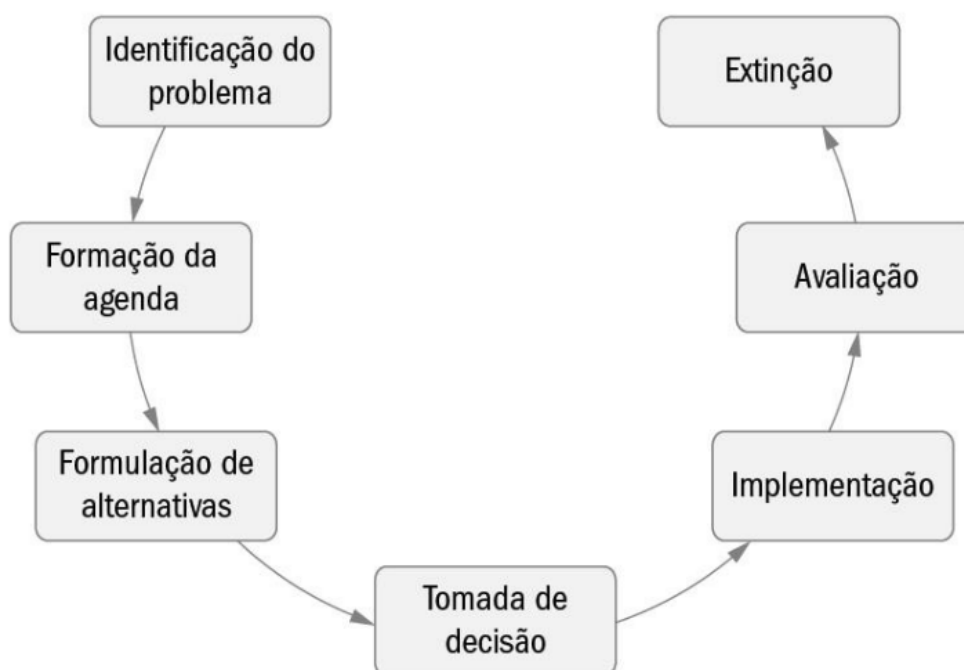 Identificação do
problema
Formação da
agenda
Formulação de
alternativas
Tomada de
decisão
Implementação
Avaliação
Extinção